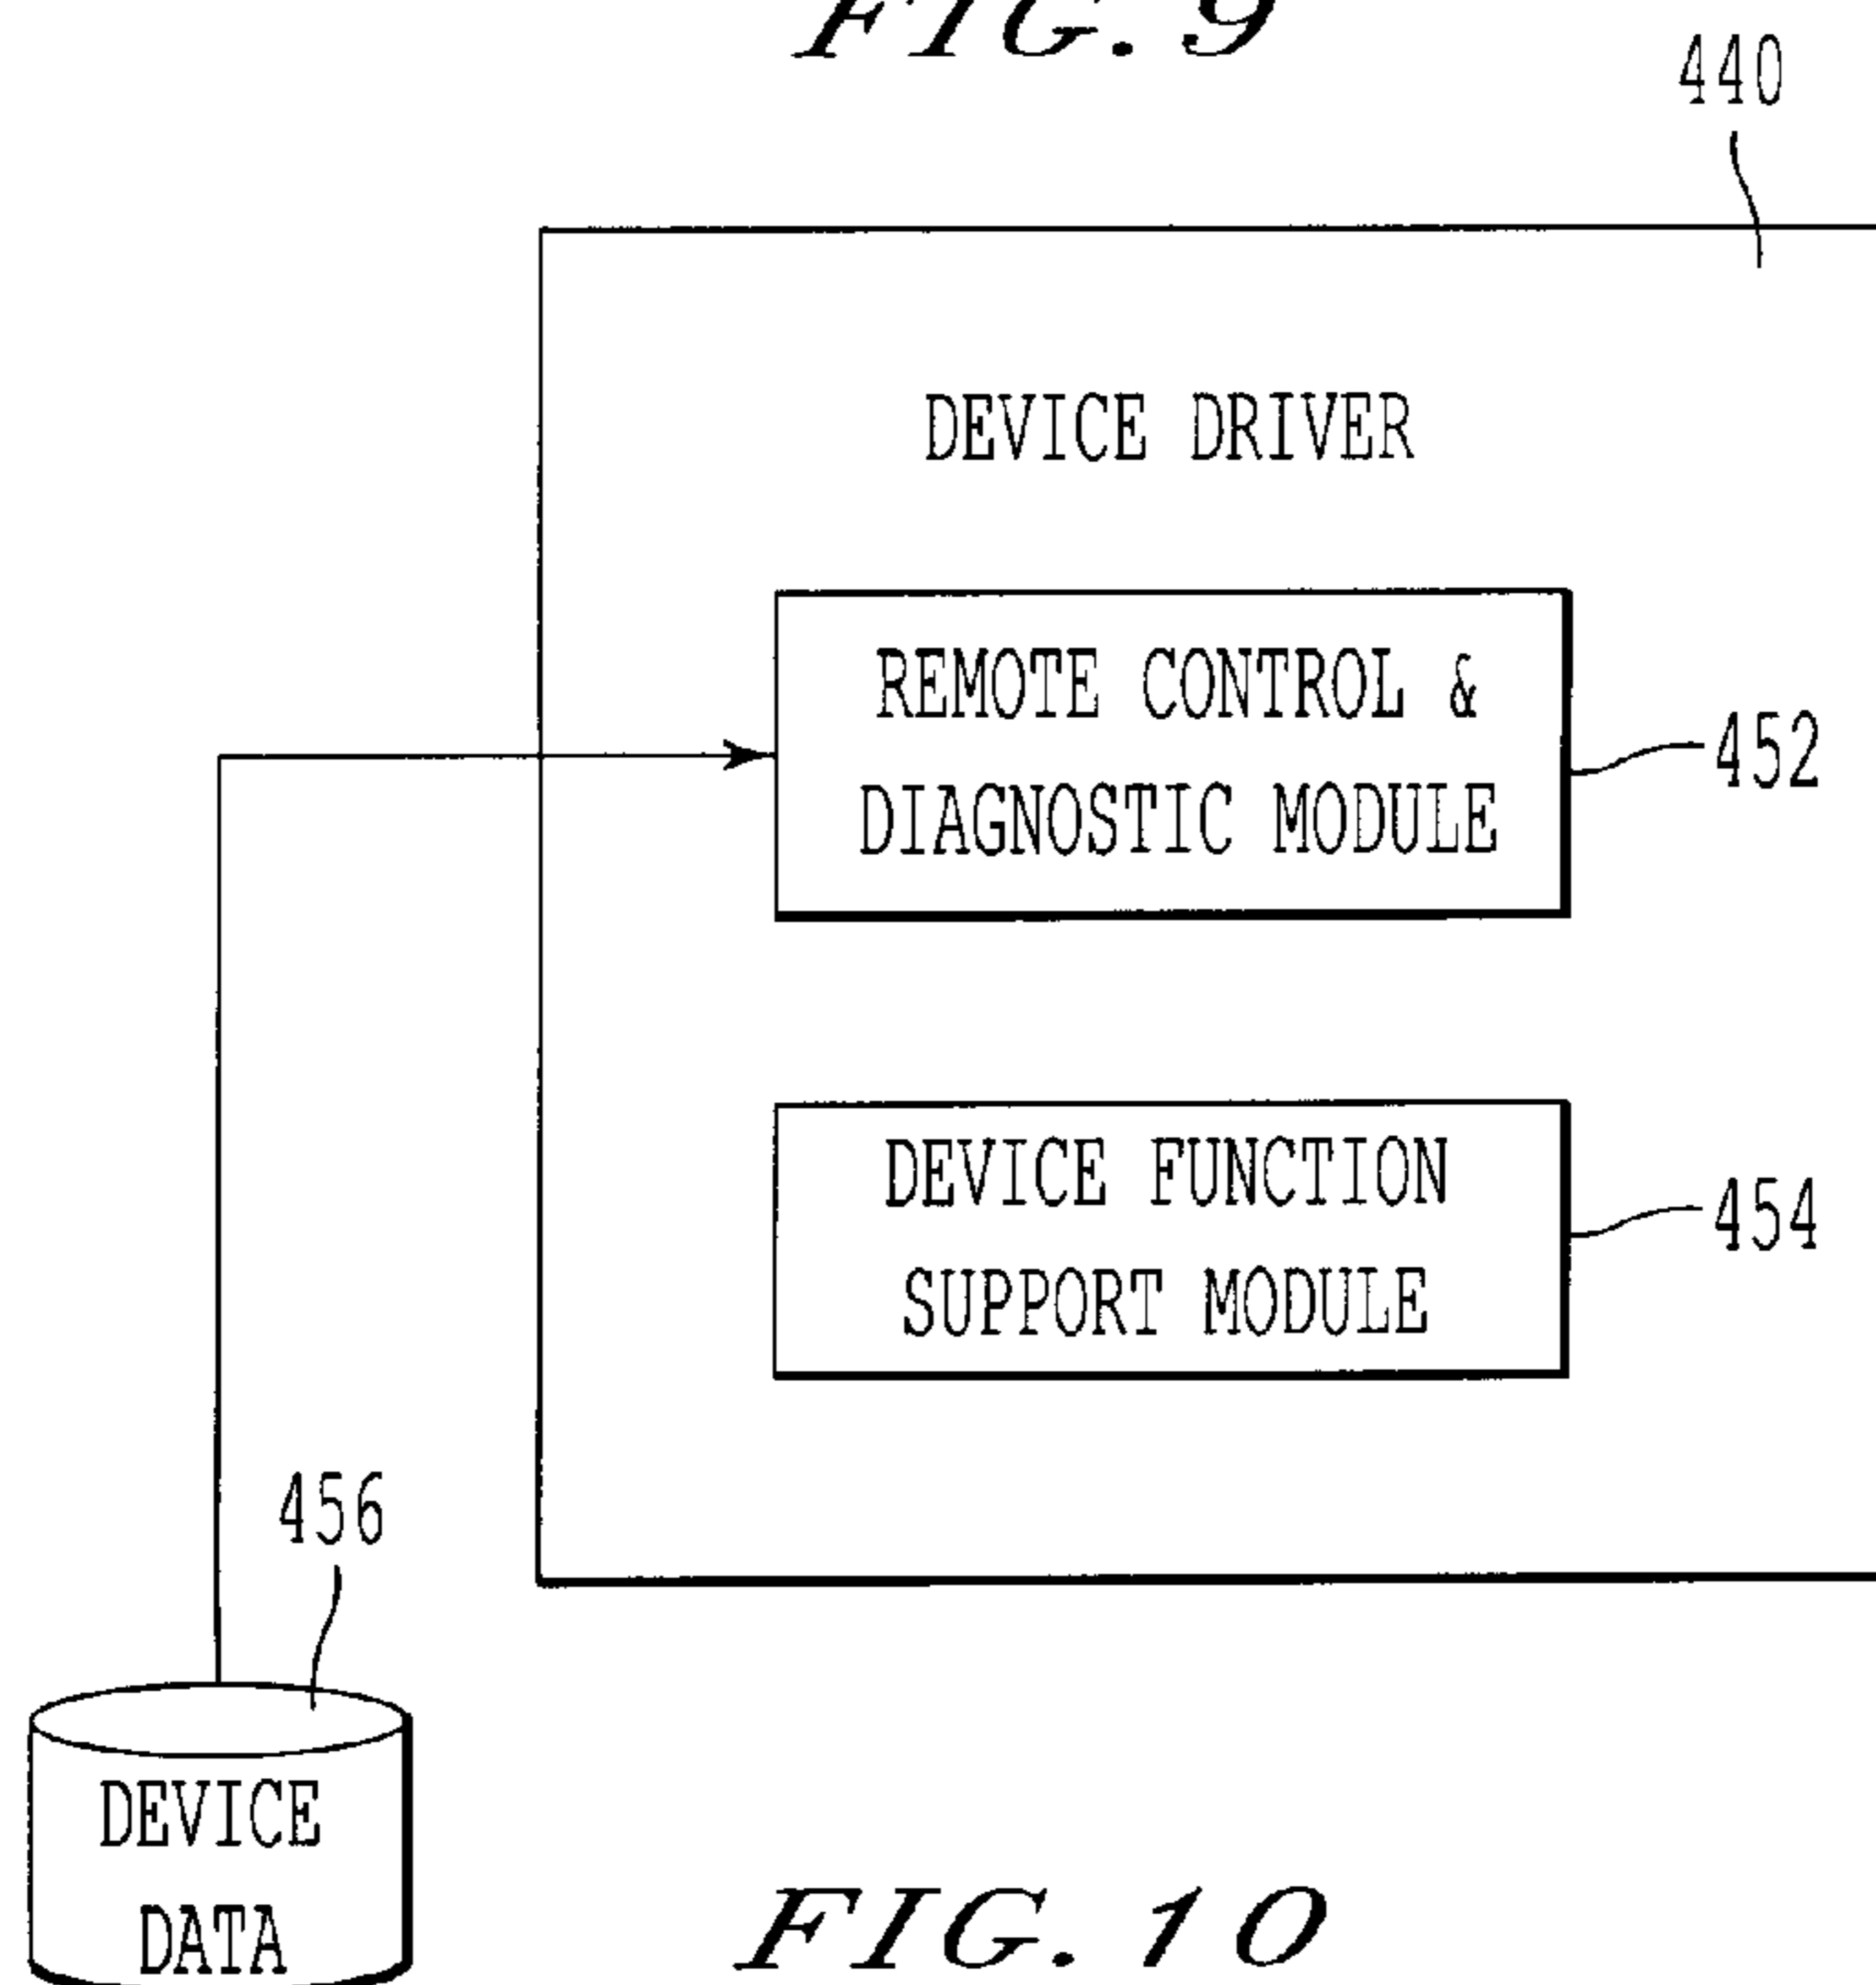 FIG. 9
440
DEVICE DRIVER
REMOTE CONTROL &
DIAGNOSTIC MODULE
452
DEVICE FUNCTION
SUPPORT MODULE
454
456
DEVICE
DATA
FIG. 10